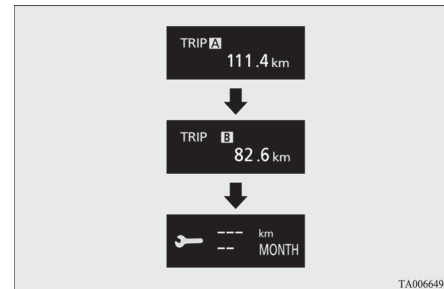 TRIP A
111.4 km
TRIP B
82.6 km
--- km
-- MONTH
TA006649